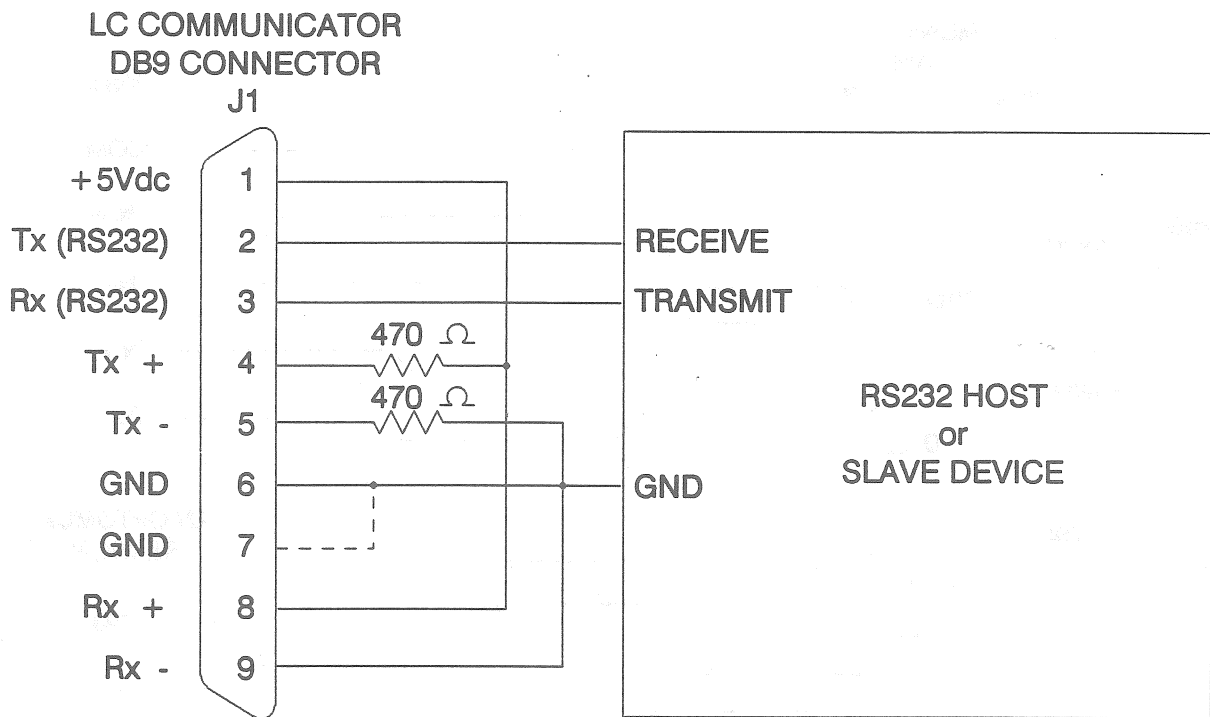 LC COMMUNICATOR
DB9 CONNECTOR
J1
+5Vdc 1
Tx (RS232) 2 RECEIVE
Rx (RS232) 3 TRANSMIT
470 Ω
Tx + 4
470 Ω
Tx - 5
RS232 HOST
or
SLAVE DEVICE
GND 6 GND
GND 7
Rx + 8
Rx - 9